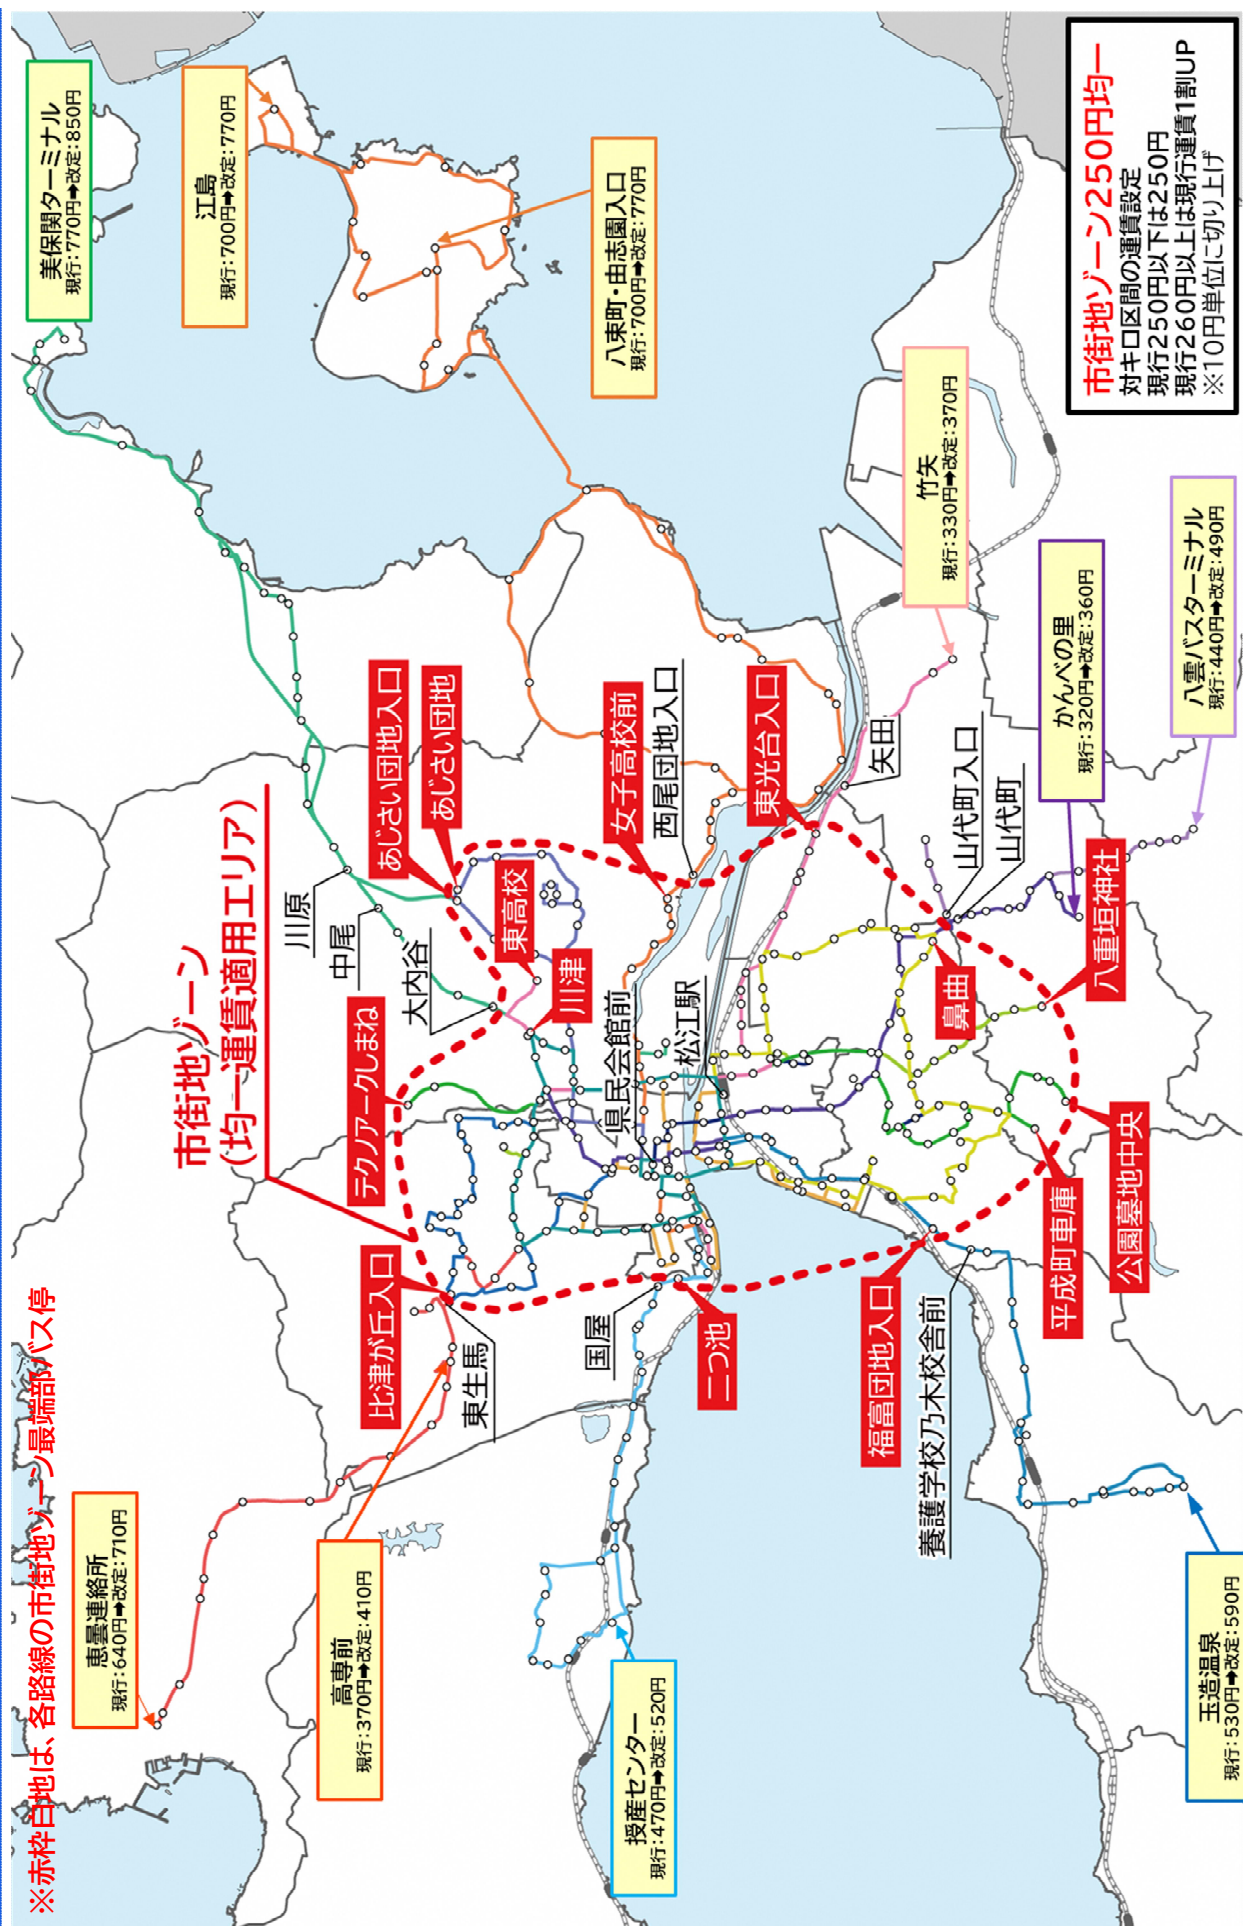 ※赤枠白地は、各路線の市街地ゾーン最端部バス停
市街地ゾーン
(均一運賃適用エリア)
美保関ターミナル
現行:770円➡改定:850円
江島
現行:700円➡改定:770円
八束町・由志園入口
現行:700円➡改定:770円
竹矢
現行:330円➡改定:370円
かんべの里
現行:320円➡改定:360円
八雲バスターミナル
現行:440円➡改定:490円
恵曇連絡所
現行:640円➡改定:710円
高専前
現行:370円➡改定:410円
授産センター
現行:470円➡改定:520円
玉造温泉
現行:530円➡改定:590円
市街地ゾーン250円均一
対キロ区間の運賃設定
現行250円以下は250円
現行260円以上は現行運賃1割UP
※10円単位に切り上げ
比津が丘入口
東生馬
テクノアークしまね
大内谷
中尾
川原
あじさい団地入口
あじさい団地
東高校
川津
女子高校前
西尾団地入口
東光台入口
矢田
県民会館前
松江駅
国屋
二つ池
福富団地入口
養護学校乃木校舎前
平成町車庫
公園墓地中央
八重垣神社
鼻曲
山代町入口
山代町